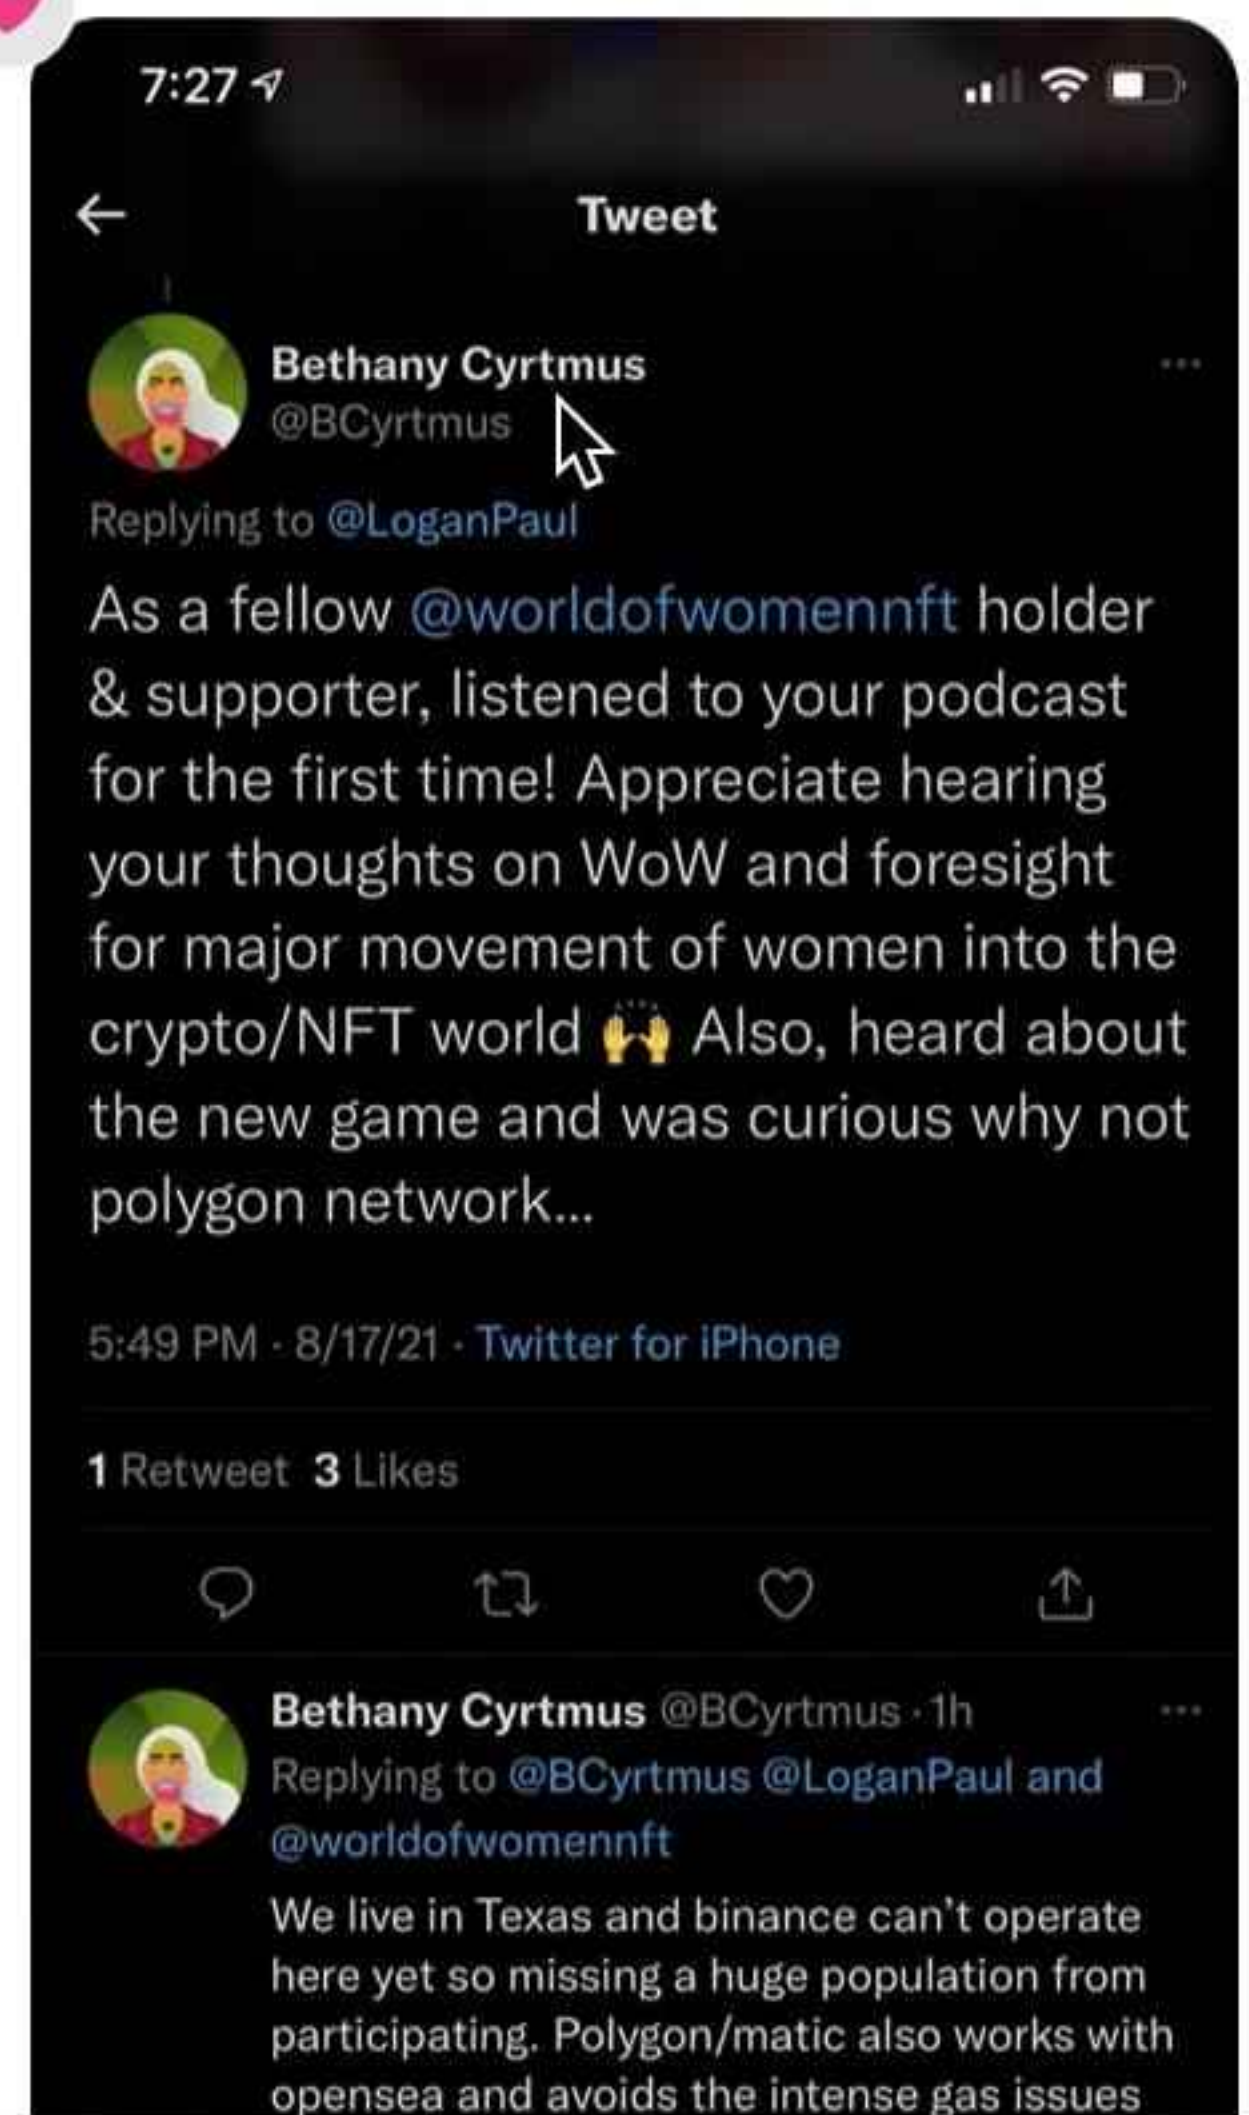 7:27
Tweet
Bethany Cyrtmus
@BCyrtmus
Replying to @LoganPaul
As a fellow @worldofwomennft holder
& supporter, listened to your podcast
for the first time! Appreciate hearing
your thoughts on WoW and foresight
for major movement of women into the
crypto/NFT world 🙌 Also, heard about
the new game and was curious why not
polygon network...
5:49 PM · 8/17/21 · Twitter for iPhone
1 Retweet 3 Likes
Bethany Cyrtmus @BCyrtmus · 1h
Replying to @BCyrtmus @LoganPaul and
@worldofwomennft
We live in Texas and binance can't operate
here yet so missing a huge population from
participating. Polygon/matic also works with
opensea and avoids the intense gas issues